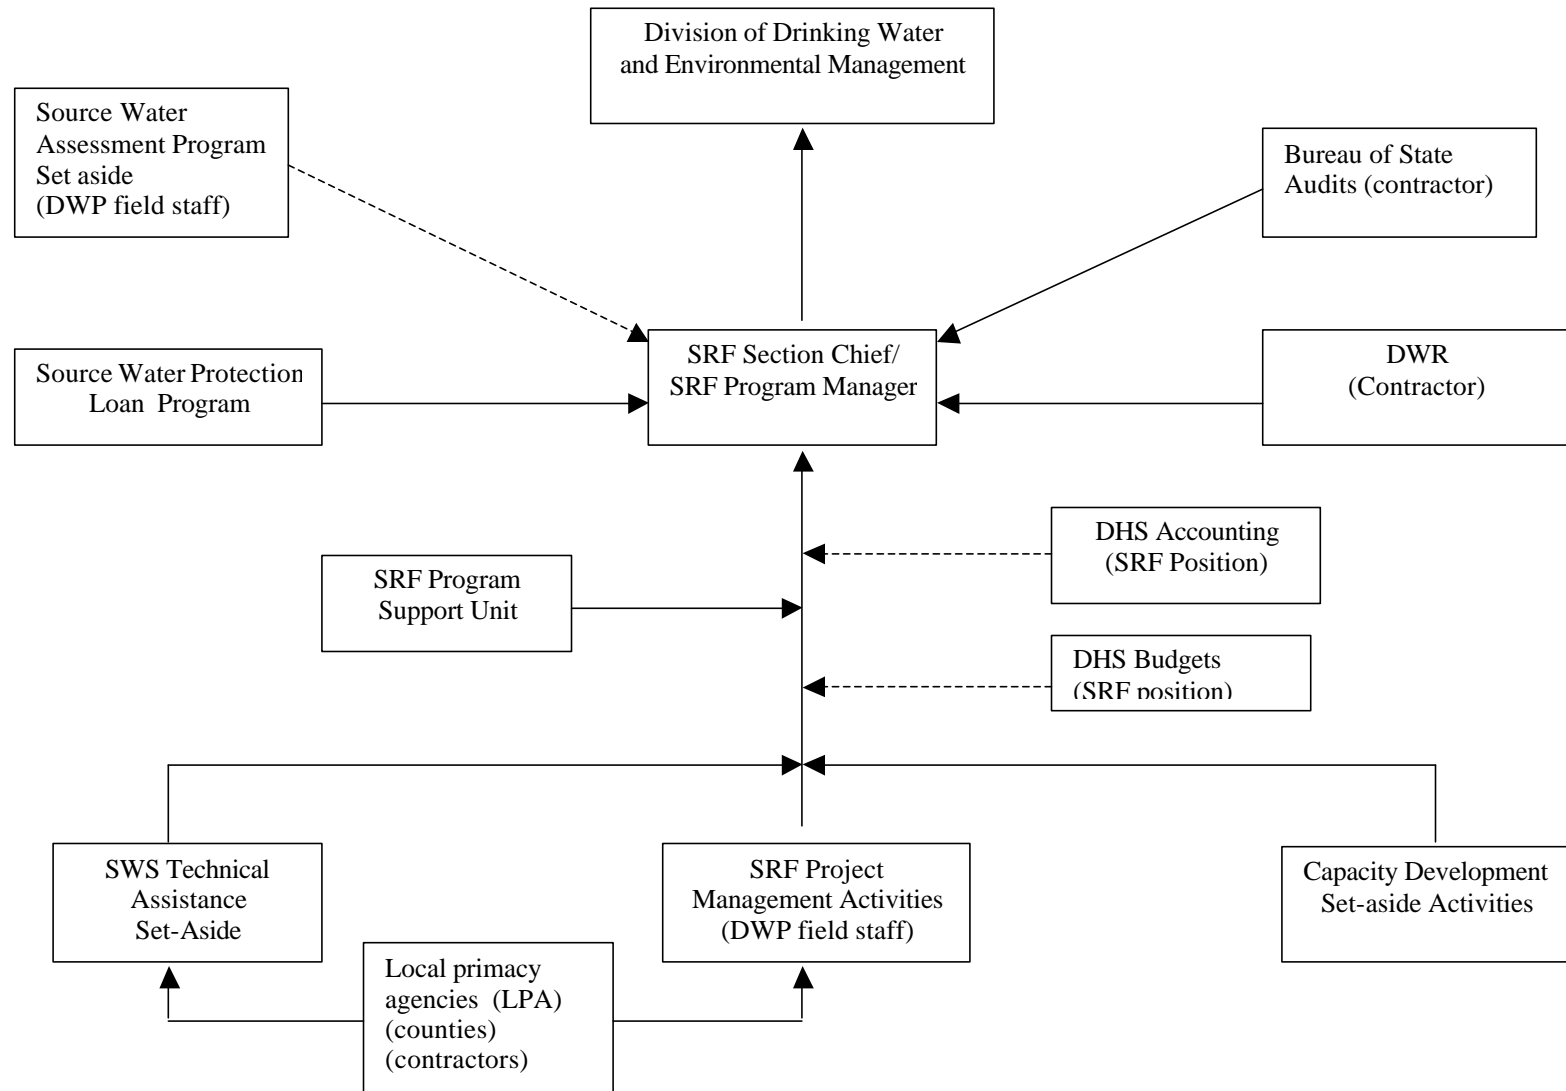 Division of Drinking Water
and Environmental Management
Source Water
Assessment Program
Set aside
(DWP field staff)
Bureau of State
Audits (contractor)
SRF Section Chief/
SRF Program Manager
Source Water Protection
Loan Program
DWR
(Contractor)
DHS Accounting
(SRF Position)
SRF Program
Support Unit
DHS Budgets
(SRF position)
SWS Technical
Assistance
Set-Aside
SRF Project
Management Activities
(DWP field staff)
Capacity Development
Set-aside Activities
Local primacy
agencies (LPA)
(counties)
(contractors)